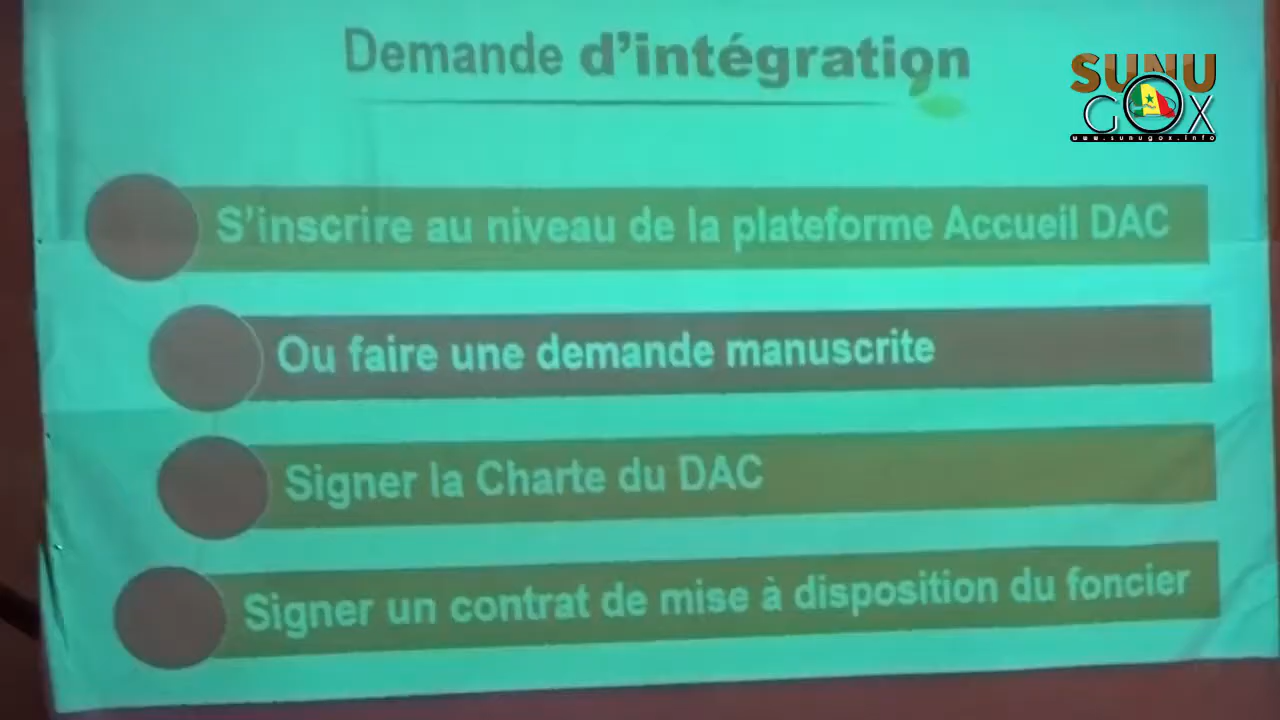 Demande d'intégration
SUNU
GOX
www.sunugox.info
S'inscrire au niveau de la plateforme Accueil DAC
Ou faire une demande manuscrite
Signer la Charte du DAC
Signer un contrat de mise à disposition du foncier